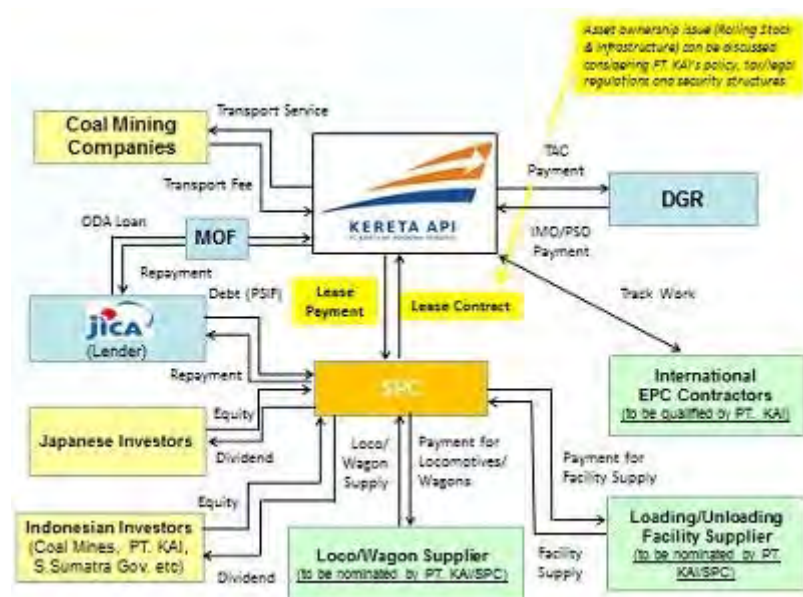 Asset ownership issue (Rolling Stock
& Infrastructure) can be discussed
considering PT. KAI's policy, tax/legal
regulations and security structures
Coal Mining
Companies
Transport Service
Transport Fee
KERETA API
TAC
Payment
DGR
IMO/PSO
Payment
ODA Loan
MOF
Repayment
Debt (PSIF)
Lease
Payment
Lease Contract
Track Work
JICA
(Lender)
Repayment
SPC
International
EPC Contractors
(to be qualified by PT. KAI)
Equity
Japanese Investors
Dividend
Loco/
Wagon
Supply
Payment for
Locomotives/
Wagons
Payment for
Facility Supply
Equity
Indonesian Investors
(Coal Mines, PT. KAI,
S.Sumatra Gov. etc)
Dividend
Loco/Wagon Supplier
(to be nominated by PT. KAI/SPC)
Facility
Supply
Loading/Unloading
Facility Supplier
(to be nominated by PT.
KAI/SPC)